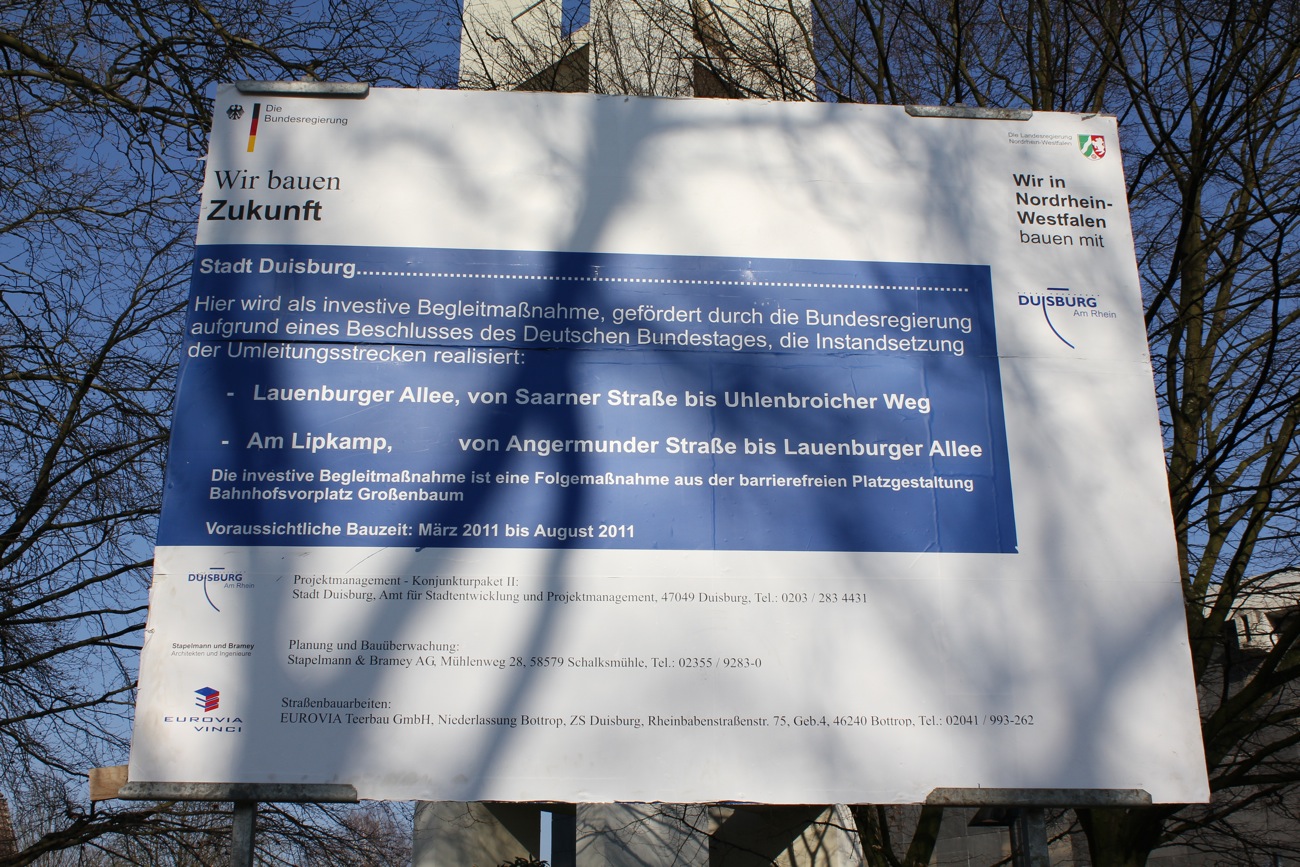 Die
Bundesregierung
Die Landesregierung
Nordrhein-Westfalen
Wir bauen
Zukunft
Wir in
Nordrhein-
Westfalen
bauen mit
DUISBURG
Am Rhein
Stadt Duisburg....................................................................................................
Hier wird als investive Begleitmaßnahme, gefördert durch die Bundesregierung
aufgrund eines Beschlusses des Deutschen Bundestages, die Instandsetzung
der Umleitungsstrecken realisiert:
- Lauenburger Allee, von Saarner Straße bis Uhlenbroicher Weg
- Am Lipkamp, von Angermunder Straße bis Lauenburger Allee
Die investive Begleitmaßnahme ist eine Folgemaßnahme aus der barrierefreien Platzgestaltung
Bahnhofsvorplatz Großenbaum
Voraussichtliche Bauzeit: März 2011 bis August 2011
DUISBURG
Am Rhein
Projektmanagement - Konjunkturpaket II:
Stadt Duisburg, Amt für Stadtentwicklung und Projektmanagement, 47049 Duisburg, Tel.: 0203 / 283 4431
Stapelmann und Bramey
Architekten und Ingenieure
Planung und Bauüberwachung:
Stapelmann & Bramey AG, Mühlenweg 28, 58579 Schalksmühle, Tel.: 02355 / 9283-0
EUROVIA
VINCI
Straßenbauarbeiten:
EUROVIA Teerbau GmbH, Niederlassung Bottrop, ZS Duisburg, Rheinbabenstraßenstr. 75, Geb.4, 46240 Bottrop, Tel.: 02041 / 993-262